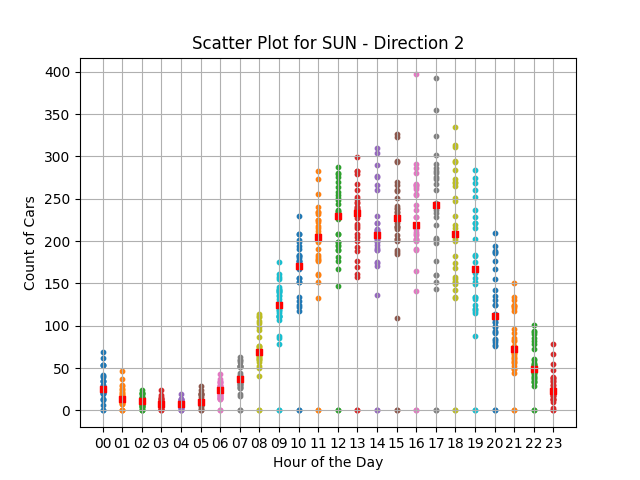 Scatter Plot for SUN - Direction 2
400
350
300
250
200
150
100
50
0
Count of Cars
00 01 02 03 04 05 06 07 08 09 10 11 12 13 14 15 16 17 18 19 20 21 22 23
Hour of the Day